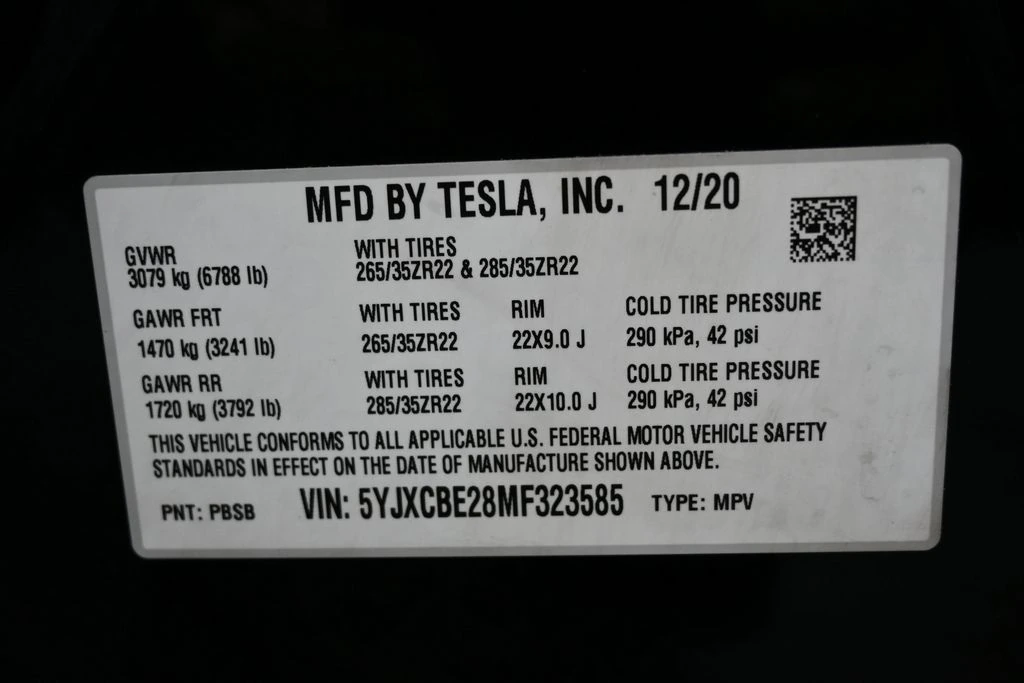 MFD BY TESLA, INC. 12/20
GVWR WITH TIRES
3079 kg (6788 lb) 265/35ZR22 & 285/35ZR22
GAWR FRT WITH TIRES RIM COLD TIRE PRESSURE
1470 kg (3241 lb) 265/35ZR22 22X9.0 J 290 kPa, 42 psi
GAWR RR WITH TIRES RIM COLD TIRE PRESSURE
1720 kg (3792 lb) 285/35ZR22 22X10.0 J 290 kPa, 42 psi
THIS VEHICLE CONFORMS TO ALL APPLICABLE U.S. FEDERAL MOTOR VEHICLE SAFETY
STANDARDS IN EFFECT ON THE DATE OF MANUFACTURE SHOWN ABOVE.
PNT: PBSB VIN: 5YJXCBE28MF323585 TYPE: MPV